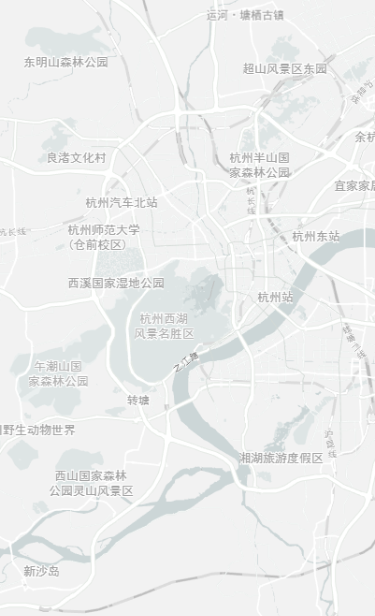 运河·塘栖古镇
东明山森林公园
超山风景区东园
良渚文化村
杭州半山国
家森林公园
余杭
宜家家居
杭州汽车北站
杭长线
杭州师范大学
(仓前校区)
杭州东站
西溪国家湿地公园
杭州站
杭州西湖
风景名胜区
之江路
午潮山国
家森林公园
转塘
野生动物世界
湘湖旅游度假区
西山国家森林
公园灵山风景区
新沙岛